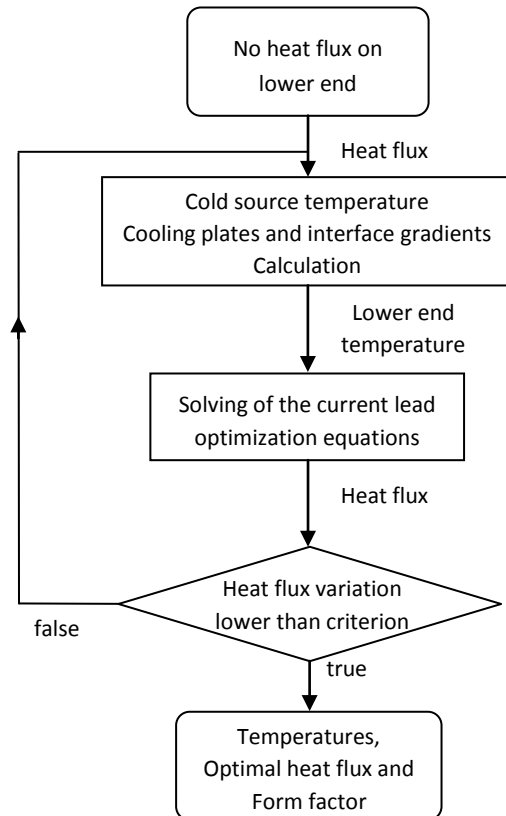 No heat flux on
lower end
Heat flux
Cold source temperature
Cooling plates and interface gradients
Calculation
Lower end
temperature
Solving of the current lead
optimization equations
Heat flux
Heat flux variation
lower than criterion
false
true
Temperatures,
Optimal heat flux and
Form factor